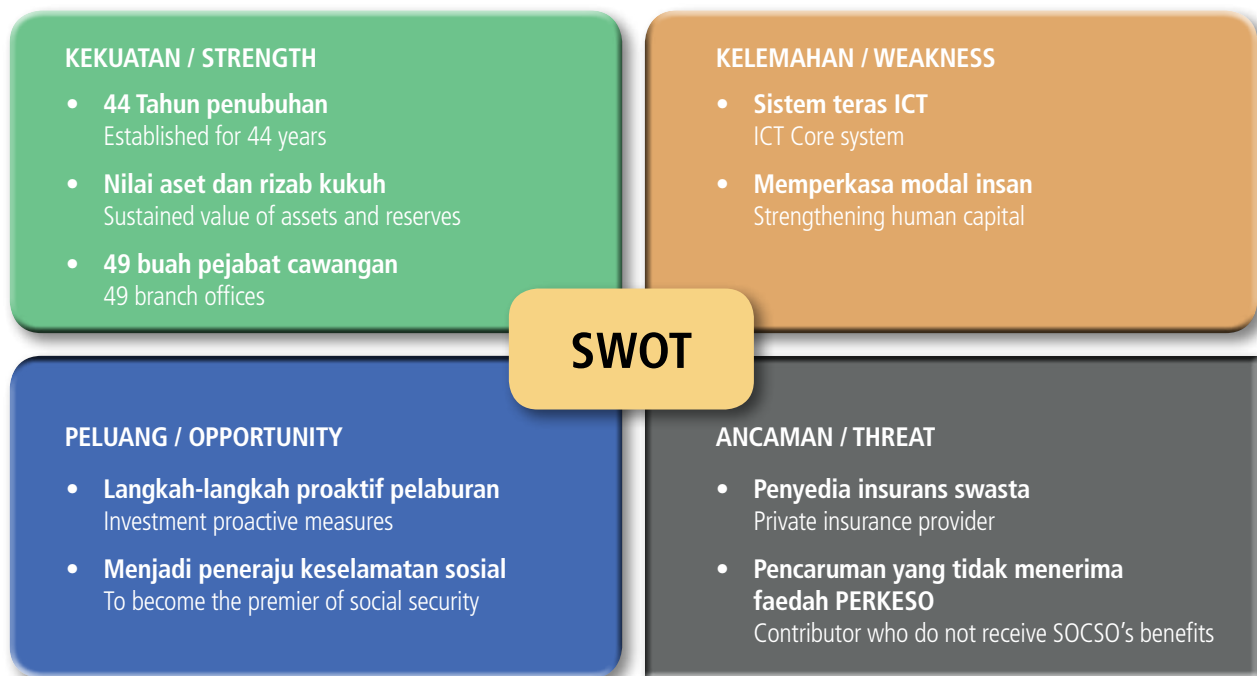 KEKUATAN / STRENGTH
• 44 Tahun penubuhan
Established for 44 years
• Nilai aset dan rizab kukuh
Sustained value of assets and reserves
• 49 buah pejabat cawangan
49 branch offices
KELEMAHAN / WEAKNESS
• Sistem teras ICT
ICT Core system
• Memperkasa modal insan
Strengthening human capital
SWOT
PELUANG / OPPORTUNITY
• Langkah-langkah proaktif pelaburan
Investment proactive measures
• Menjadi peneraju keselamatan sosial
To become the premier of social security
ANCAMAN / THREAT
• Penyedia insurans swasta
Private insurance provider
• Pencaruman yang tidak menerima
faedah PERKESO
Contributor who do not receive SOCSO's benefits